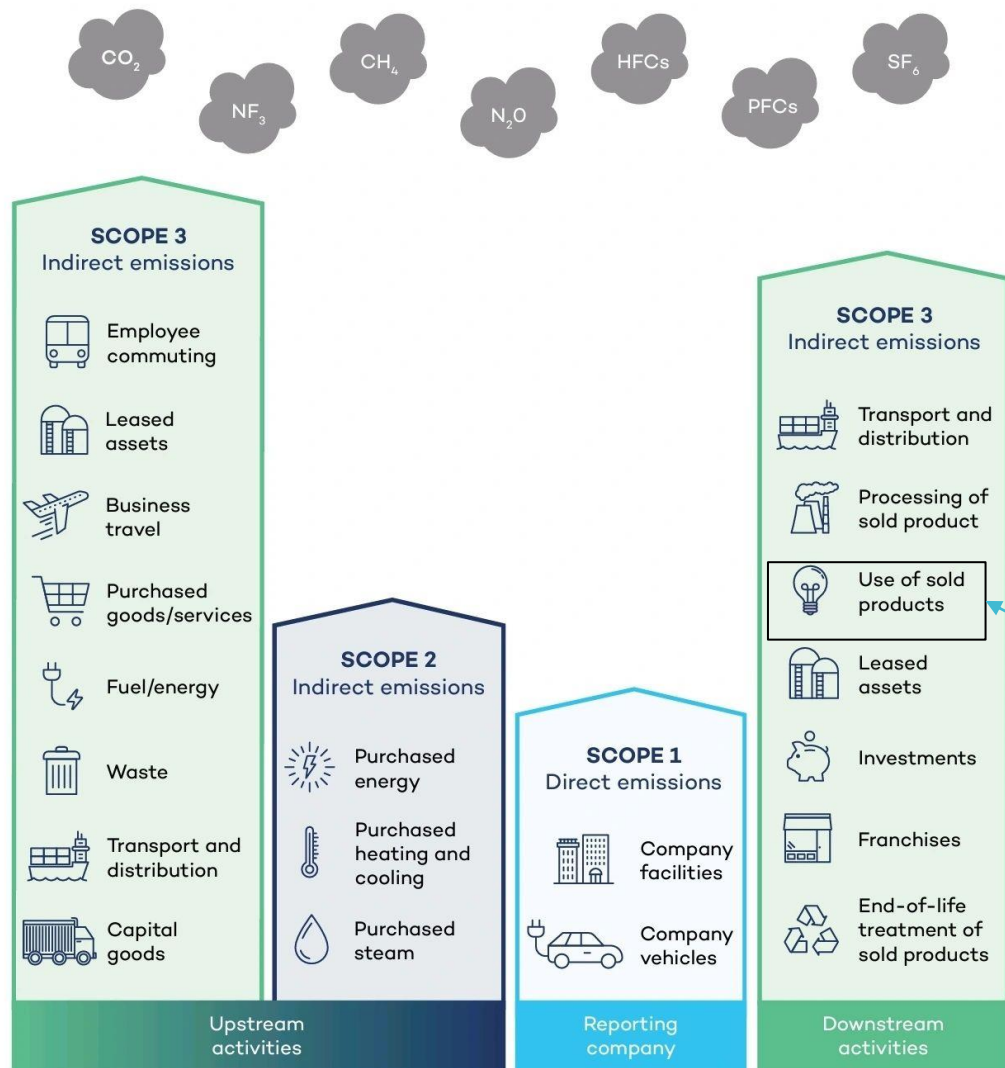 CO₂
NF₃
CH₄
N₂0
HFCs
PFCs
SF₆
SCOPE 3
Indirect emissions
Employee
commuting
Leased
assets
Business
travel
Purchased
goods/services
Fuel/energy
Waste
Transport and
distribution
Capital
goods
SCOPE 2
Indirect emissions
Purchased
energy
Purchased
heating and
cooling
Purchased
steam
Upstream
activities
SCOPE 1
Direct emissions
Company
facilities
Company
vehicles
Reporting
company
SCOPE 3
Indirect emissions
Transport and
distribution
Processing of
sold product
Use of sold
products
Leased
assets
Investments
Franchises
End-of-life
treatment of
sold products
Downstream
activities